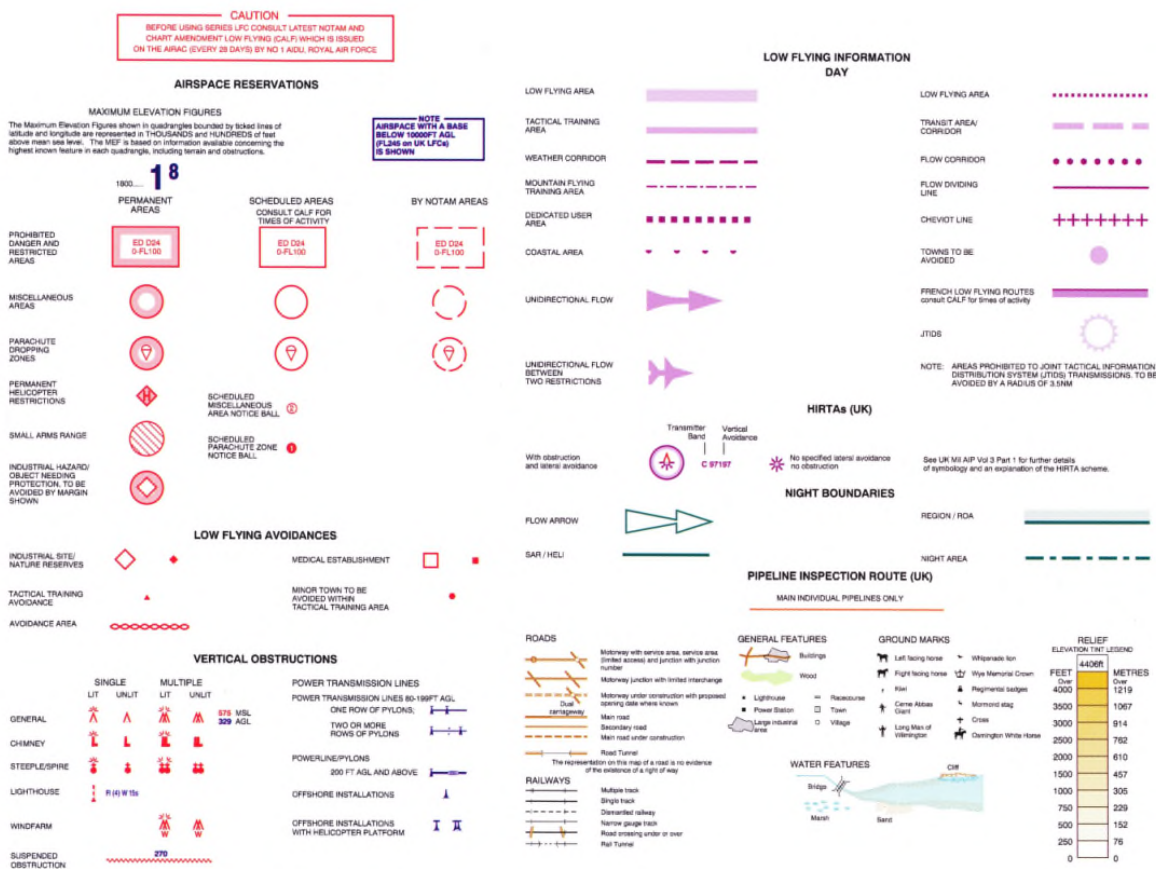 CAUTION
BEFORE USING SERIES LFC CONSULT LATEST NOTAM AND
CHART AMENDMENT LOW FLYING (CALF) WHICH IS ISSUED
ON THE AIRAC (EVERY 28 DAYS) BY NO 1 AIDU, ROYAL AIR FORCE
AIRSPACE RESERVATIONS
MAXIMUM ELEVATION FIGURES
The Maximum Elevation Figures shown in quadrangles bounded by ticked lines of
latitude and longitude are represented in THOUSANDS and HUNDREDS of feet
above mean sea level. The MEF is based on information available concerning the
highest known feature in each quadrangle, including terrain and obstructions.
NOTE
AIRSPACE WITH A BASE
BELOW 10000FT AGL
(FL245 on UK LFCs)
IS SHOWN
1800..... 1 8
PERMANENT
AREAS
SCHEDULED AREAS
CONSULT CALF FOR
TIMES OF ACTIVITY
BY NOTAM AREAS
PROHIBITED
DANGER AND
RESTRICTED
AREAS
ED D24
0-FL100
ED D24
0-FL100
ED D24
0-FL100
MISCELLANEOUS
AREAS
PARACHUTE
DROPPING
ZONES
PERMANENT
HELICOPTER
RESTRICTIONS
H
SCHEDULED
MISCELLANEOUS
AREA NOTICE BALL
2
SMALL ARMS RANGE
SCHEDULED
PARACHUTE ZONE
NOTICE BALL
1
INDUSTRIAL HAZARD/
OBJECT NEEDING
PROTECTION, TO BE
AVOIDED BY MARGIN
SHOWN
LOW FLYING AVOIDANCES
INDUSTRIAL SITE/
NATURE RESERVES
MEDICAL ESTABLISHMENT
TACTICAL TRAINING
AVOIDANCE
MINOR TOWN TO BE
AVOIDED WITHIN
TACTICAL TRAINING AREA
AVOIDANCE AREA
VERTICAL OBSTRUCTIONS
SINGLE
MULTIPLE
LIT
UNLIT
LIT
UNLIT
GENERAL
575 MSL
329 AGL
CHIMNEY
STEEPLE/SPIRE
LIGHTHOUSE
R (4) W 15s
WINDFARM
W
W
SUSPENDED
OBSTRUCTION
270
POWER TRANSMISSION LINES
POWER TRANSMISSION LINES 80-199FT AGL
ONE ROW OF PYLONS;
TWO OR MORE
ROWS OF PYLONS
POWERLINE/PYLONS
200 FT AGL AND ABOVE
OFFSHORE INSTALLATIONS
OFFSHORE INSTALLATIONS
WITH HELICOPTER PLATFORM
LOW FLYING INFORMATION
DAY
LOW FLYING AREA
TACTICAL TRAINING
AREA
WEATHER CORRIDOR
MOUNTAIN FLYING
TRAINING AREA
DEDICATED USER
AREA
COASTAL AREA
UNIDIRECTIONAL FLOW
UNIDIRECTIONAL FLOW
BETWEEN
TWO RESTRICTIONS
LOW FLYING AREA
TRANSIT AREA/
CORRIDOR
FLOW CORRIDOR
FLOW DIVIDING
LINE
CHEVIOT LINE
TOWNS TO BE
AVOIDED
FRENCH LOW FLYING ROUTES
consult CALF for times of activity
JTIDS
NOTE: AREAS PROHIBITED TO JOINT TACTICAL INFORMATION
DISTRIBUTION SYSTEM (JTIDS) TRANSMISSIONS. TO BE
AVOIDED BY A RADIUS OF 3.5NM
HIRTAs (UK)
Transmitter
Band
Vertical
Avoidance
With obstruction
and lateral avoidance
C 97197
No specified lateral avoidance
no obstruction
See UK Mil AIP Vol 3 Part 1 for further details
of symbology and an explanation of the HIRTA scheme.
NIGHT BOUNDARIES
FLOW ARROW
REGION / ROA
SAR / HELI
NIGHT AREA
PIPELINE INSPECTION ROUTE (UK)
MAIN INDIVIDUAL PIPELINES ONLY
ROADS
Motorway with service area, service area
(limited access) and junction with junction
number
Motorway junction with limited interchange
Motorway under construction with proposed
opening date where known
Dual
carriageway
Main road
Secondary road
Main road under construction
Road Tunnel
The representation on this map of a road is no evidence
of the existence of a right of way
RAILWAYS
Multiple track
Single track
Dismantled railway
Narrow gauge track
Road crossing under or over
Rail Tunnel
GENERAL FEATURES
Buildings
Wood
Lighthouse
Power Station
Large industrial
area
Racecourse
Town
Village
GROUND MARKS
Left facing horse
Right facing horse
Kiwi
Cerne Abbas
Giant
Long Man of
Wilmington
Whipsnade lion
Wye Memorial Crown
Regimental badges
Mormond stag
Cross
Osmington White Horse
WATER FEATURES
Bridge
Cliff
Marsh
Sand
RELIEF
ELEVATION TINT LEGEND
FEET
METRES
Over
4406ft
Over
4000 1219
3500 1067
3000 914
2500 762
2000 610
1500 457
1000 305
750 229
500 152
250 76
0 0